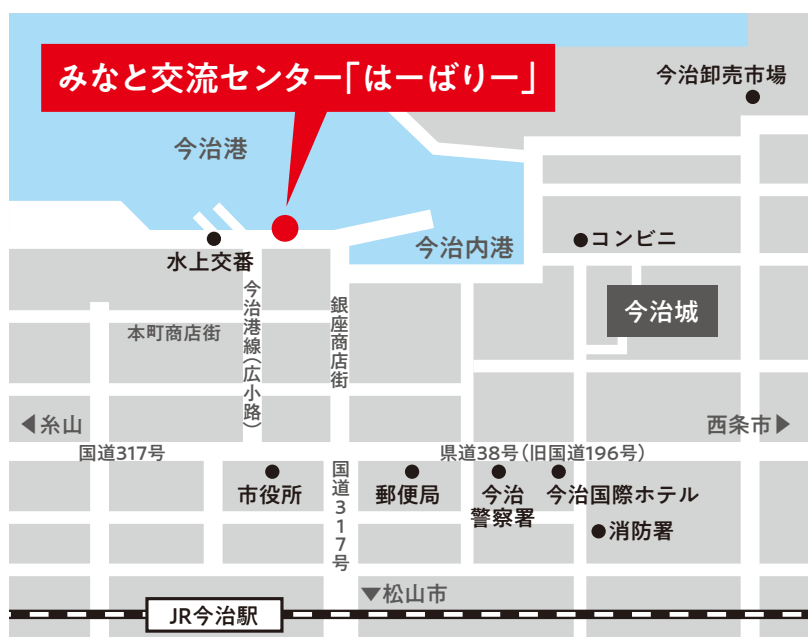 みなと交流センター「はーばりー」
今治卸売市場
今治港
水上交番
今治内港
コンビニ
今治港線(広小路)
銀座商店街
今治城
本町商店街
◀糸山
西条市▶
国道317号
県道38号(旧国道196号)
市役所
国道317号
郵便局
今治
警察署
今治国際ホテル
消防署
▼松山市
JR今治駅